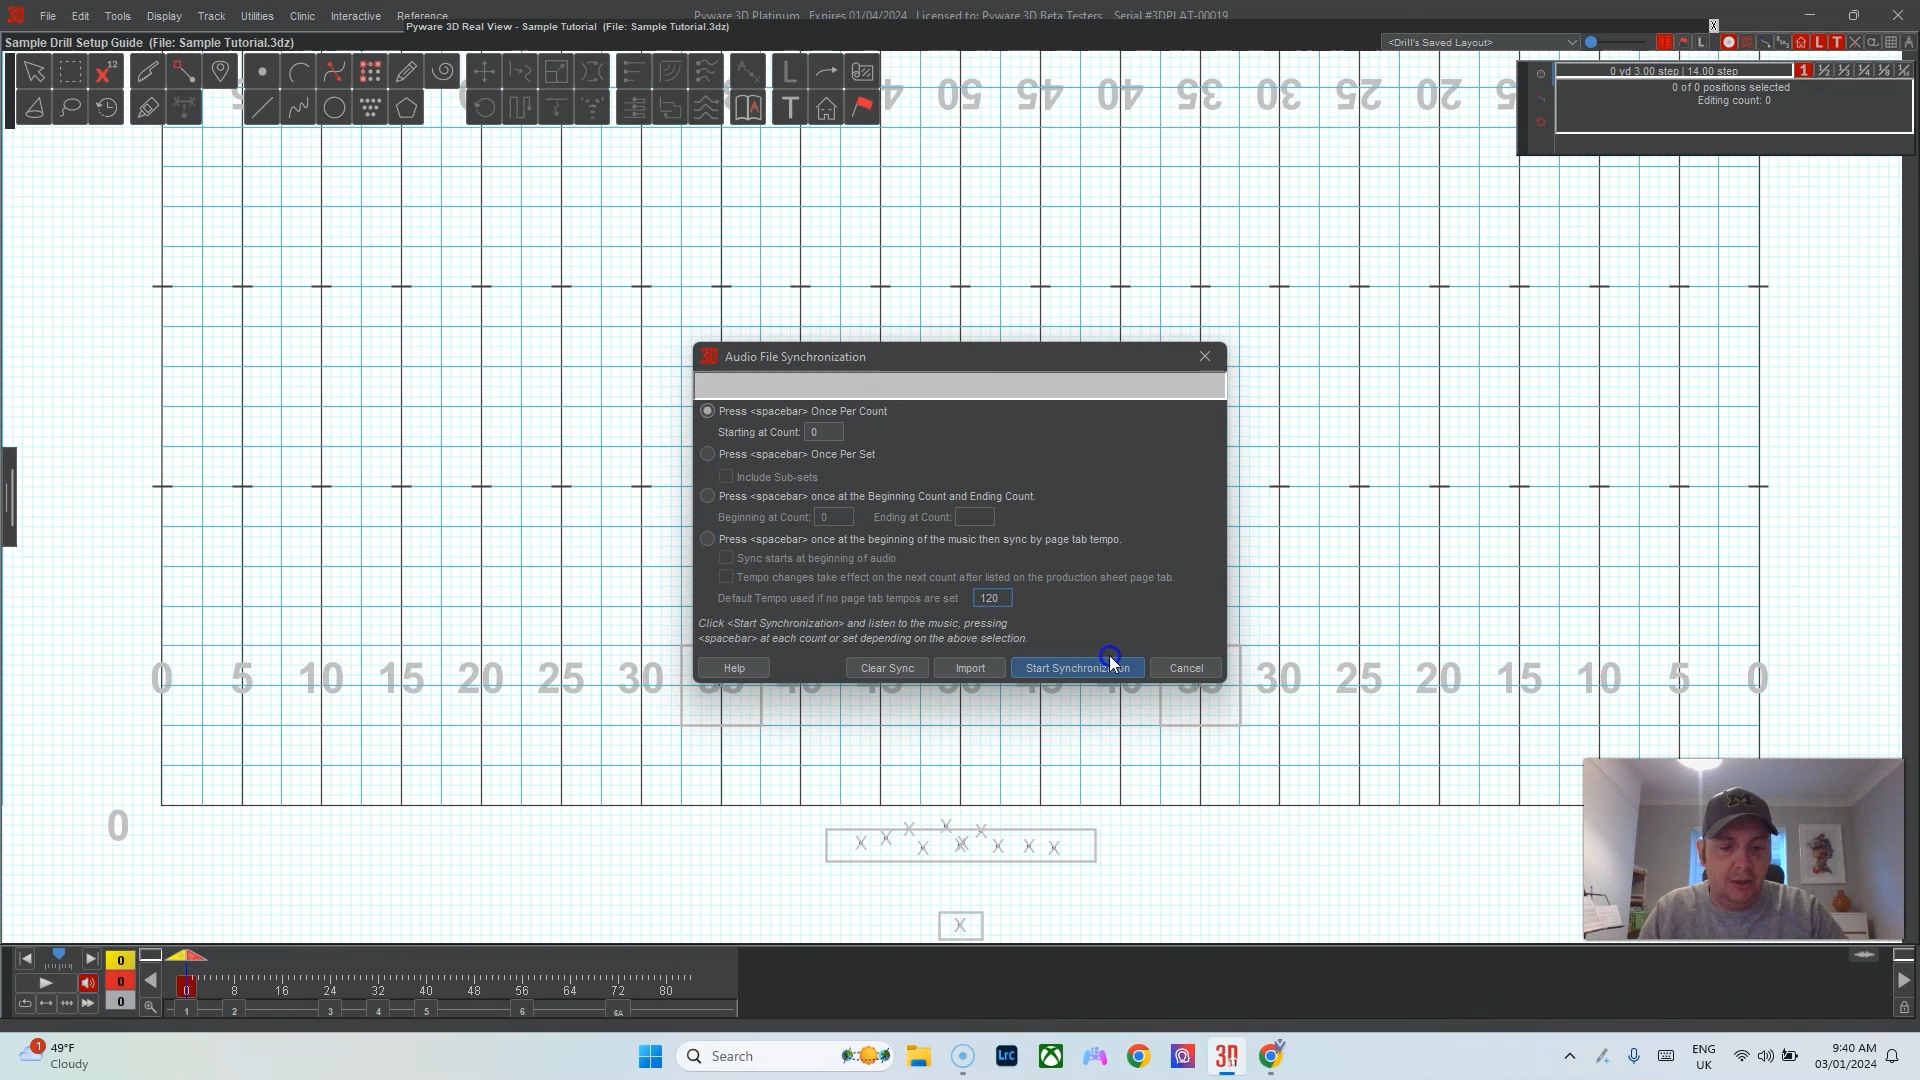 File Edit Tools Display Track Utilities Clinic Interactive Reference
Pyware 3D Platinum Expires 01/04/2024 Licensed to: Pyware 3D Beta Testers Serial #3DPLAT-00019
Pyware 3D Real View - Sample Tutorial (File: Sample Tutorial.3dz)
X
Sample Drill Setup Guide (File: Sample Tutorial.3dz)
<Drill's Saved Layout>
0 yd 3.00 step | 14.00 step
0 of 0 positions selected
Editing count: 0
45 50 45 40 35 30 25 20
Audio File Synchronization
Press <spacebar> Once Per Count
Starting at Count: 0
Press <spacebar> Once Per Set
Include Sub-sets
Press <spacebar> once at the Beginning Count and Ending Count.
Beginning at Count: 0 Ending at Count:
Press <spacebar> once at the beginning of the music then sync by page tab tempo.
Sync starts at beginning of audio
Tempo changes take effect on the next count after listed on the production sheet page tab.
Default Tempo used if no page tab tempos are set 120
Click <Start Synchronization> and listen to the music, pressing
<spacebar> at each count or set depending on the above selection.
Help Clear Sync Import Start Synchronization Cancel
0 5 10 15 20 25 30 30 25 20 15 10 5 0
0
X X X X X X X X X X X
X
0
0
0
0 8 16 24 32 40 48 56 64 72 80
1 2 3 4 5 6 6A
1
49°F
Cloudy
Search
Lrc
3D
ENG
UK
9:40 AM
03/01/2024